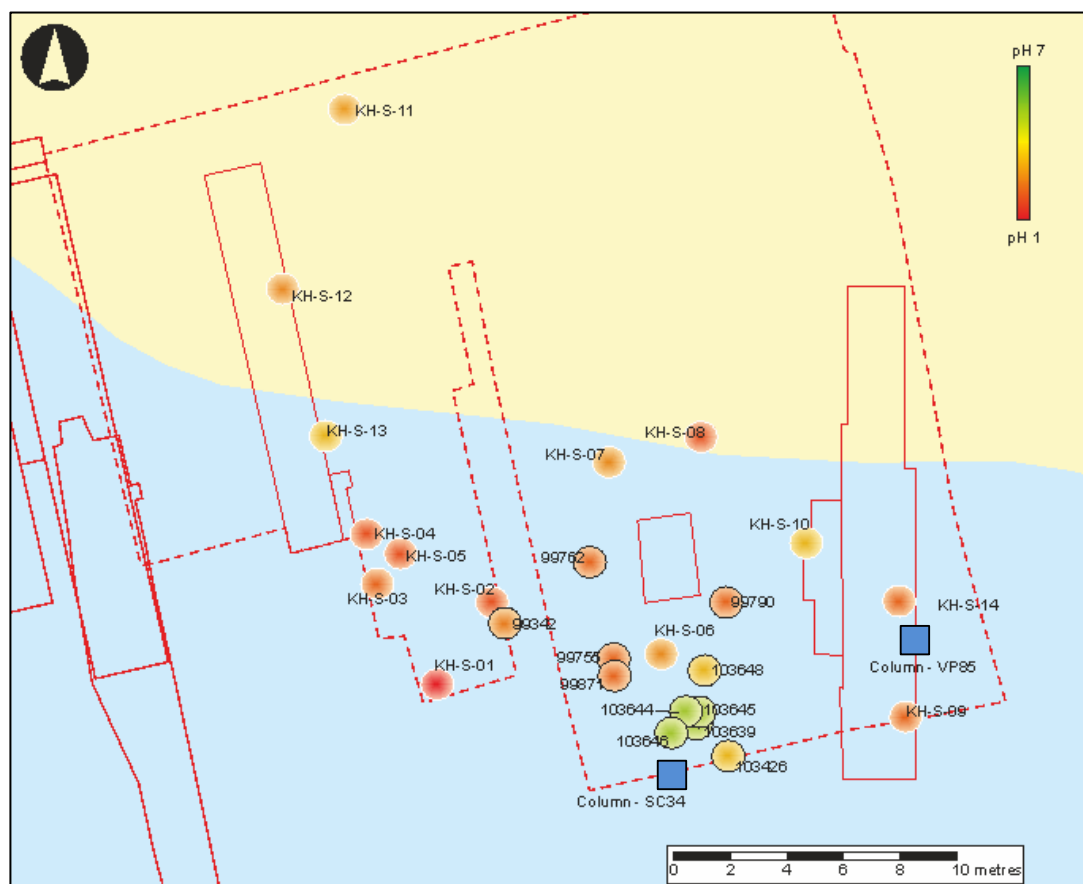 pH 7
KH-S-11
pH 1
KH-S-12
KH-S-13
KH-S-08
KH-S-07
KH-S-10
KH-S-04
KH-S-05
99762
KH-S-03
KH-S-02
99790
KH-S-14
99342
KH-S-06
99755
KH-S-01
103648
Column - VP85
99871
103644
103645
KH-S-09
103639
103646
103426
Column - SC34
0 2 4 6 8 10 metres